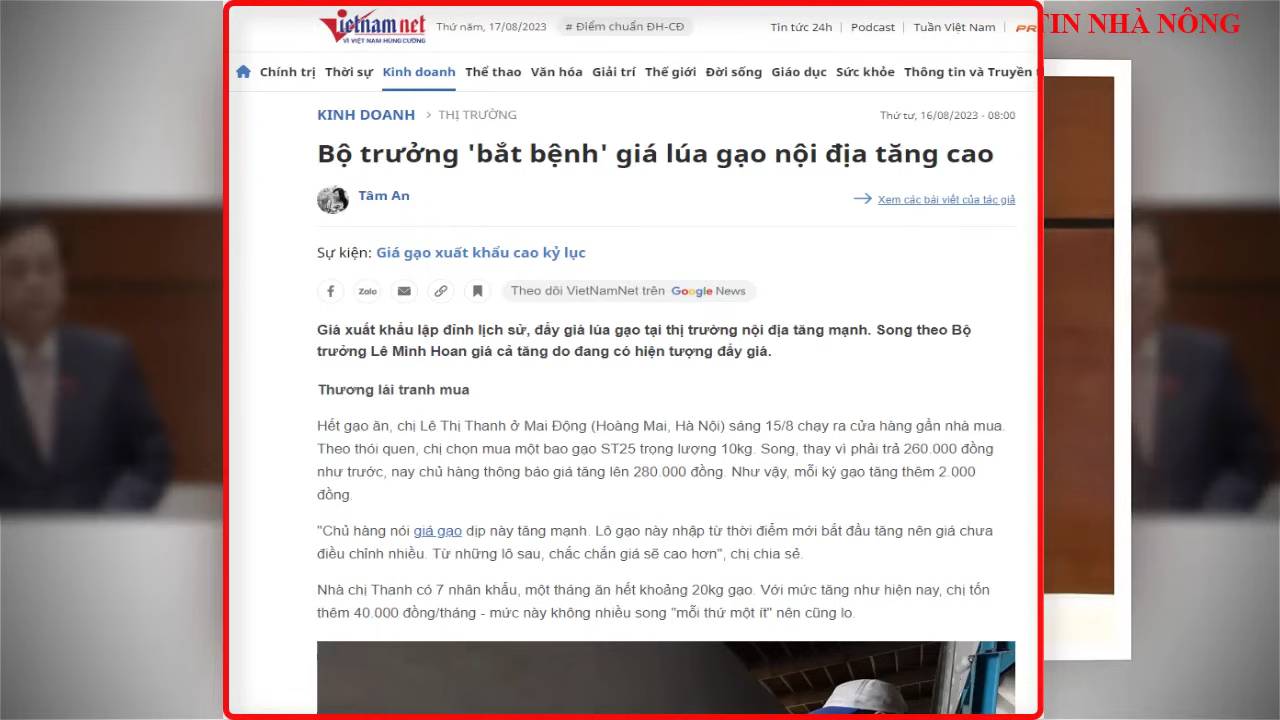 TIN NHÀ NÔNG
vietnamnet
VÌ VIỆT NAM HÙNG CƯỜNG
Thứ năm, 17/08/2023
# Điểm chuẩn ĐH-CĐ
Tin tức 24h | Podcast | Tuần Việt Nam |
Chính trị Thời sự Kinh doanh Thể thao Văn hóa Giải trí Thế giới Đời sống Giáo dục Sức khỏe Thông tin và Truyền
KINH DOANH > THỊ TRƯỜNG
Thứ tư, 16/08/2023 - 08:00
Bộ trưởng 'bắt bệnh' giá lúa gạo nội địa tăng cao
Tâm An
Xem các bài viết của tác giả
Sự kiện: Giá gạo xuất khẩu cao kỷ lục
Zalo
Theo dõi VietNamNet trên Google News
Giá xuất khẩu lập đỉnh lịch sử, đẩy giá lúa gạo tại thị trường nội địa tăng mạnh. Song theo Bộ
trưởng Lê Minh Hoan giá cả tăng do đang có hiện tượng đẩy giá.
Thương lái tranh mua
Hết gạo ăn, chị Lê Thị Thanh ở Mai Động (Hoàng Mai, Hà Nội) sáng 15/8 chạy ra cửa hàng gần nhà mua.
Theo thói quen, chị chọn mua một bao gạo ST25 trọng lượng 10kg. Song, thay vì phải trả 260.000 đồng
như trước, nay chủ hàng thông báo giá tăng lên 280.000 đồng. Như vậy, mỗi kỷ gạo tăng thêm 2.000
đồng.
"Chủ hàng nói giá gạo dịp này tăng mạnh. Lô gạo này nhập từ thời điểm mới bắt đầu tăng nên giá chưa
điều chỉnh nhiều. Từ những lô sau, chắc chắn giá sẽ cao hơn", chị chia sẻ.
Nhà chị Thanh có 7 nhân khẩu, một tháng ăn hết khoảng 20kg gạo. Với mức tăng như hiện nay, chị tốn
thêm 40.000 đồng/tháng - mức này không nhiều song "mỗi thứ một ít" nên cũng lo.